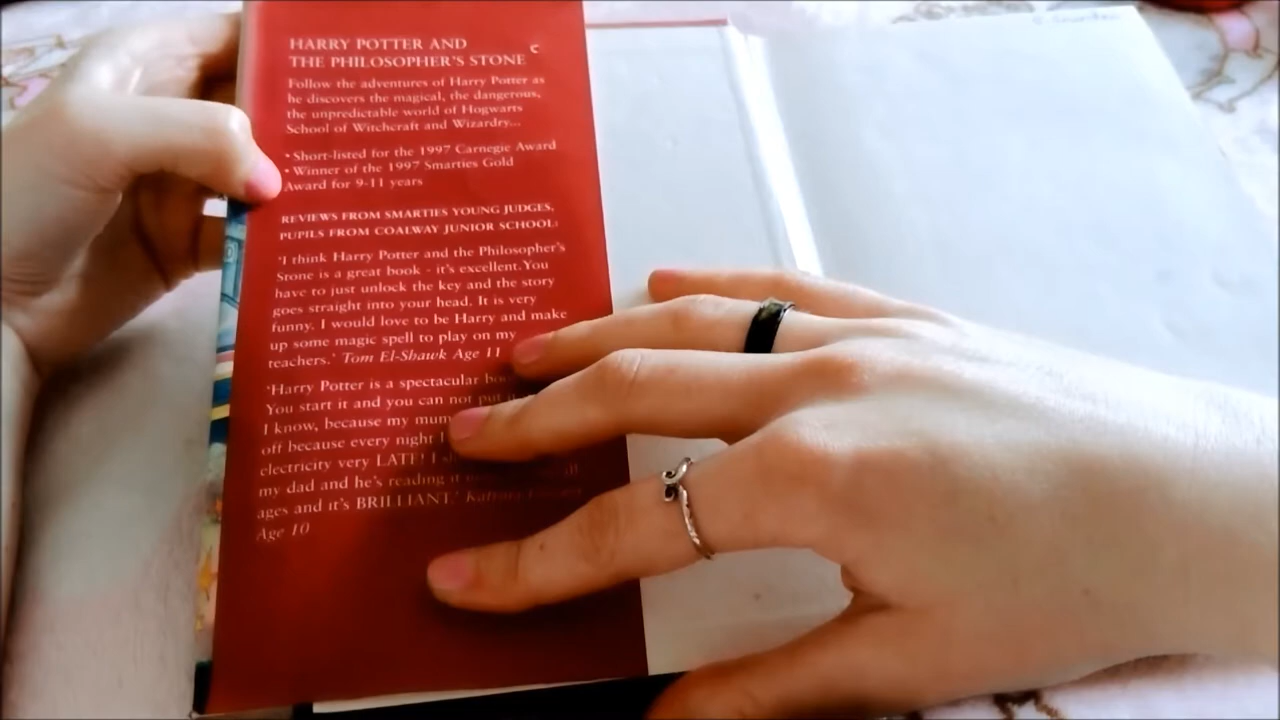 HARRY POTTER AND
THE PHILOSOPHER'S STONE
Follow the adventures of Harry Potter as
he discovers the magical, the dangerous,
the unpredictable world of Hogwarts
School of Witchcraft and Wizardry...
• Short-listed for the 1997 Carnegie Award
• Winner of the 1997 Smarties Gold
Award for 9-11 years
REVIEWS FROM SMARTIES YOUNG JUDGES,
PUPILS FROM COALWAY JUNIOR SCHOOL:
'I think Harry Potter and the Philosopher's
Stone is a great book - it's excellent. You
have to just unlock the key and the story
goes straight into your head. It is very
funny. I would love to be Harry and make
up some magic spell to play on my
teachers.' Tom El-Shawk Age 11
'Harry Potter is a spectacular
You start it and you can not put
I know, because my mum
off because every night I
electricity very LATE! I
my dad and he's reading it
ages and it's BRILLIANT.'
Age 10